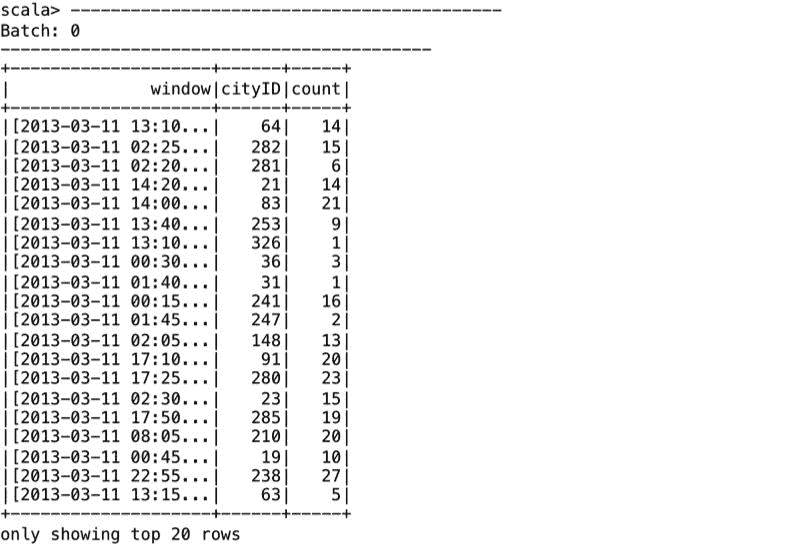 scala> -------------------------------------------
Batch: 0
-------------------------------------------
+--------------------+------+-----+
|              window|cityID|count|
+--------------------+------+-----+
|[2013-03-11 13:10...|    64|   14|
|[2013-03-11 02:25...|   282|   15|
|[2013-03-11 02:20...|   281|    6|
|[2013-03-11 14:20...|    21|   14|
|[2013-03-11 14:00...|    83|   21|
|[2013-03-11 13:40...|   253|    9|
|[2013-03-11 13:10...|   326|    1|
|[2013-03-11 00:30...|    36|    3|
|[2013-03-11 01:40...|    31|    1|
|[2013-03-11 00:15...|   241|   16|
|[2013-03-11 01:45...|   247|    2|
|[2013-03-11 02:05...|   148|   13|
|[2013-03-11 17:10...|    91|   20|
|[2013-03-11 17:25...|   280|   23|
|[2013-03-11 02:30...|    23|   15|
|[2013-03-11 17:50...|   285|   19|
|[2013-03-11 08:05...|   210|   20|
|[2013-03-11 00:45...|    19|   10|
|[2013-03-11 22:55...|   238|   27|
|[2013-03-11 13:15...|    63|    5|
+--------------------+------+-----+
only showing top 20 rows